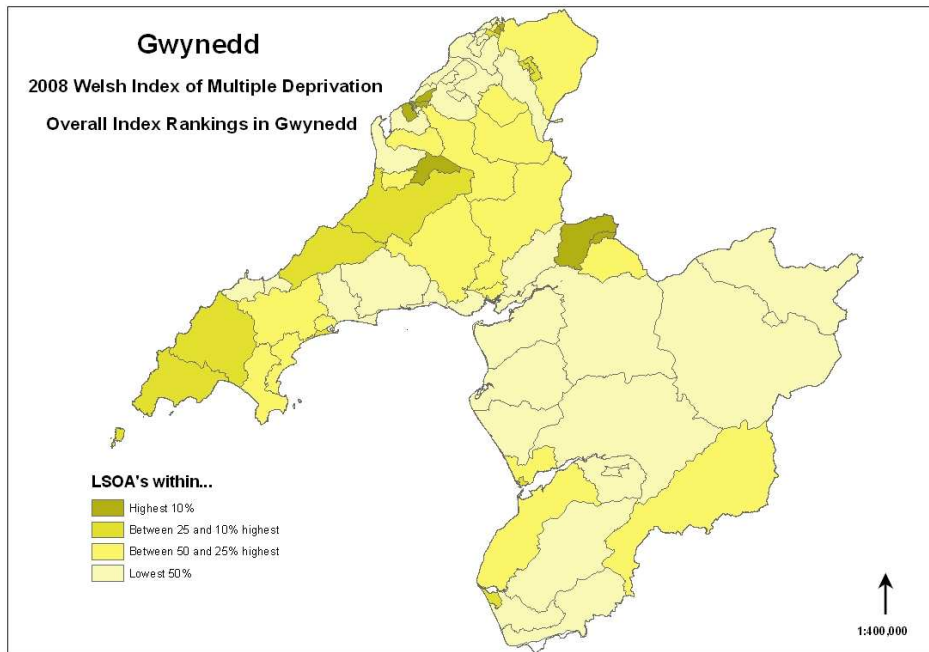 Gwynedd
2008 Welsh Index of Multiple Deprivation
Overall Index Rankings in Gwynedd
LSOA's within...
Highest 10%
Between 25 and 10% highest
Between 50 and 25% highest
Lowest 50%
1:400,000